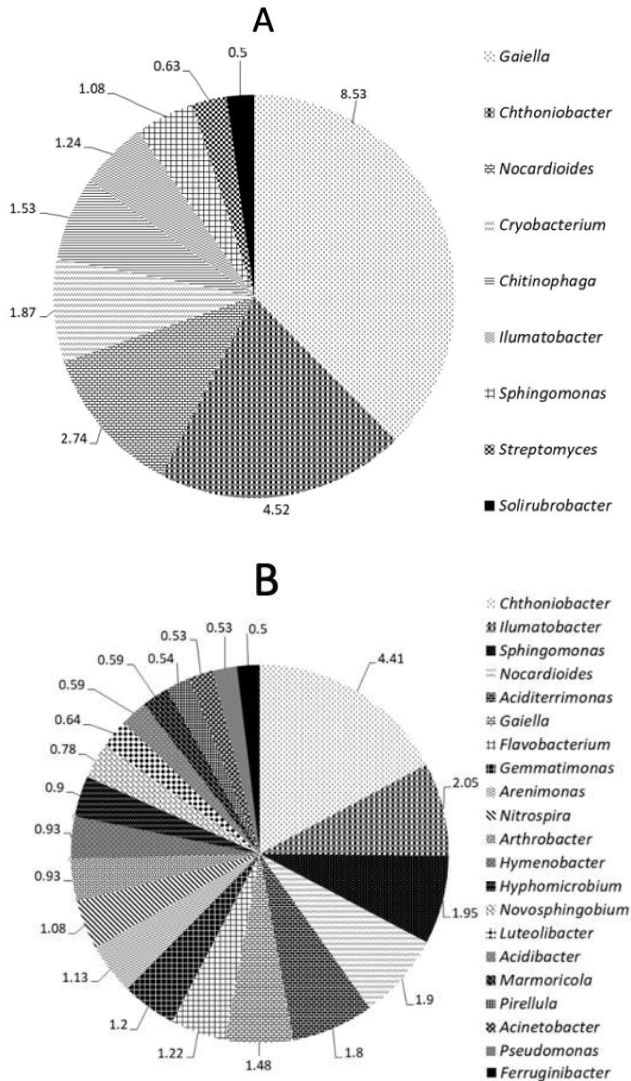 A
0.5
0.63
1.08
1.24
1.53
1.87
2.74
4.52
8.53
Gaiella
Chthoniobacter
Nocardioides
Cryobacterium
Chitinophaga
Ilumatobacter
Sphingomonas
Streptomyces
Solirubrobacter
B
0.5
0.53
0.53
0.54
0.59
0.59
0.64
0.78
0.9
0.93
0.93
1.08
1.13
1.2
1.22
1.48
1.8
1.9
1.95
2.05
4.41
Chthoniobacter
Ilumatobacter
Sphingomonas
Nocardioides
Aciditerrimonas
Gaiella
Flavobacterium
Gemmatimonas
Arenimonas
Nitrospira
Arthrobacter
Hymenobacter
Hyphomicrobium
Novosphingobium
Luteolibacter
Acidibacter
Marmoricola
Pirellula
Acinetobacter
Pseudomonas
Ferruginibacter